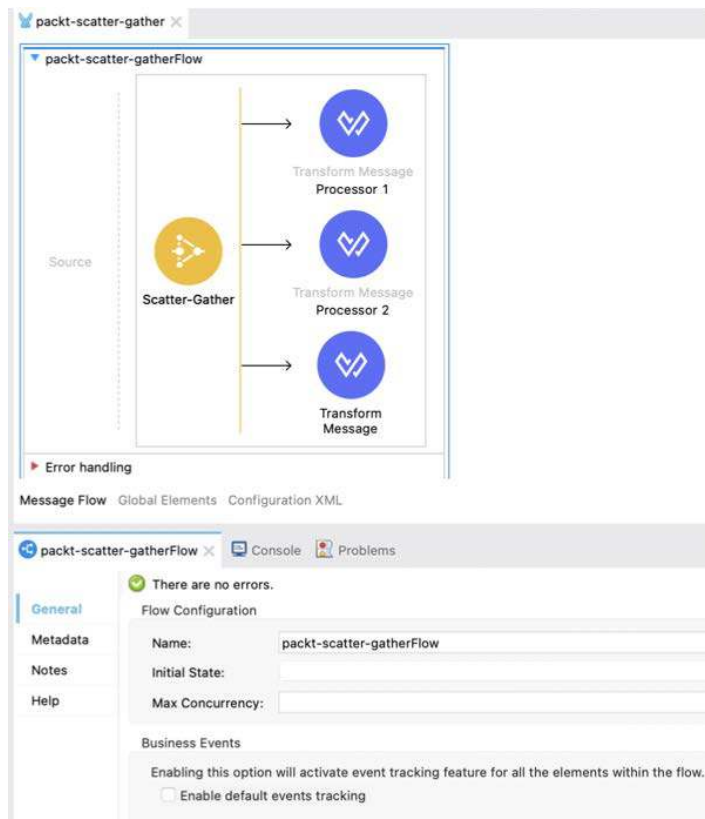 packt-scatter-gather
packt-scatter-gatherFlow
Transform Message
Processor 1
Source
Scatter-Gather
Transform Message
Processor 2
Transform
Message
Error handling
Message Flow Global Elements Configuration XML
packt-scatter-gatherFlow Console Problems
There are no errors.
General
Flow Configuration
Metadata
Name: packt-scatter-gatherFlow
Notes
Initial State:
Help
Max Concurrency:
Business Events
Enabling this option will activate event tracking feature for all the elements within the flow.
Enable default events tracking